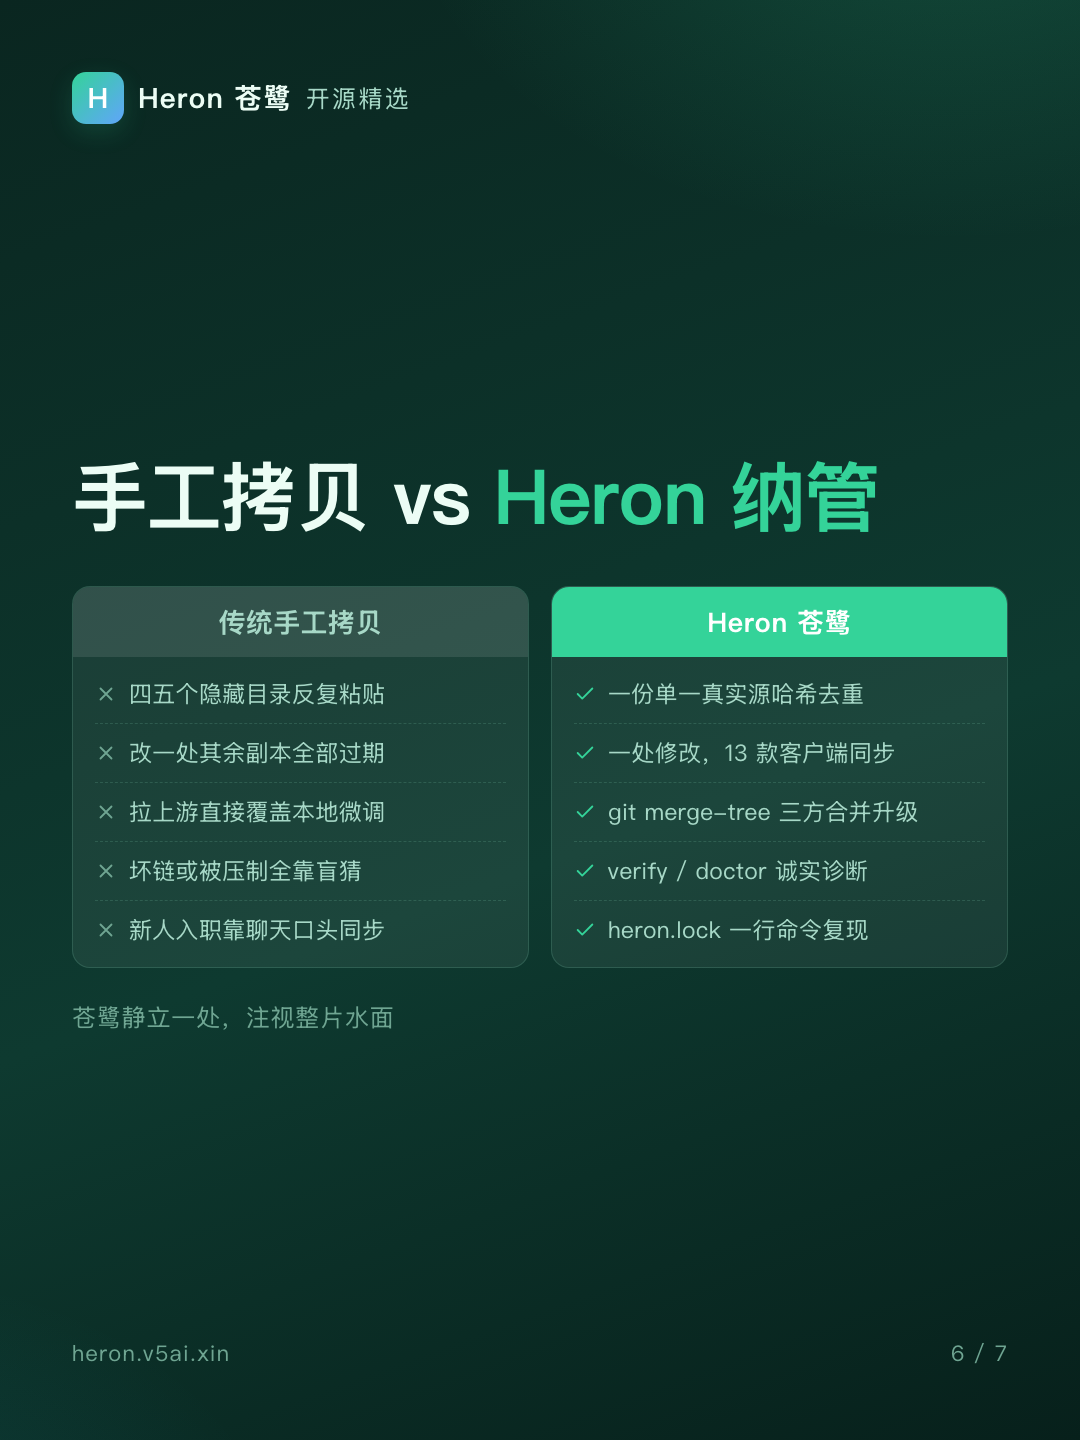 H Heron 苍鹭 开源精选
手工拷贝 vs Heron 纳管
传统手工拷贝
× 四五个隐藏目录反复粘贴
× 改一处其余副本全部过期
× 拉上游直接覆盖本地微调
× 坏链或被压制全靠盲猜
× 新人入职靠聊天口头同步
Heron 苍鹭
✓ 一份单一真实源哈希去重
✓ 一处修改，13 款客户端同步
✓ git merge-tree 三方合并升级
✓ verify / doctor 诚实诊断
✓ heron.lock 一行命令复现
苍鹭静立一处，注视整片水面
heron.v5ai.xin
6 / 7